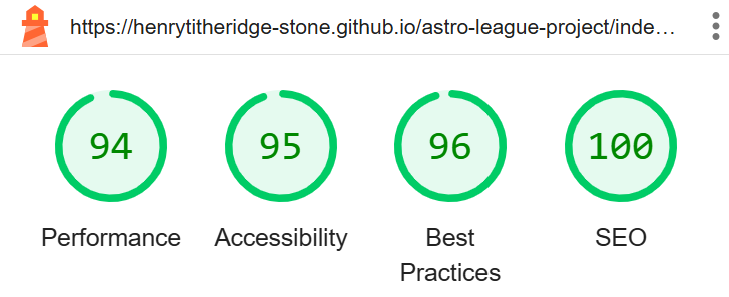 https://henrytitheridge-stone.github.io/astro-league-project/inde...
94 95 96 100
Performance Accessibility Best Practices SEO